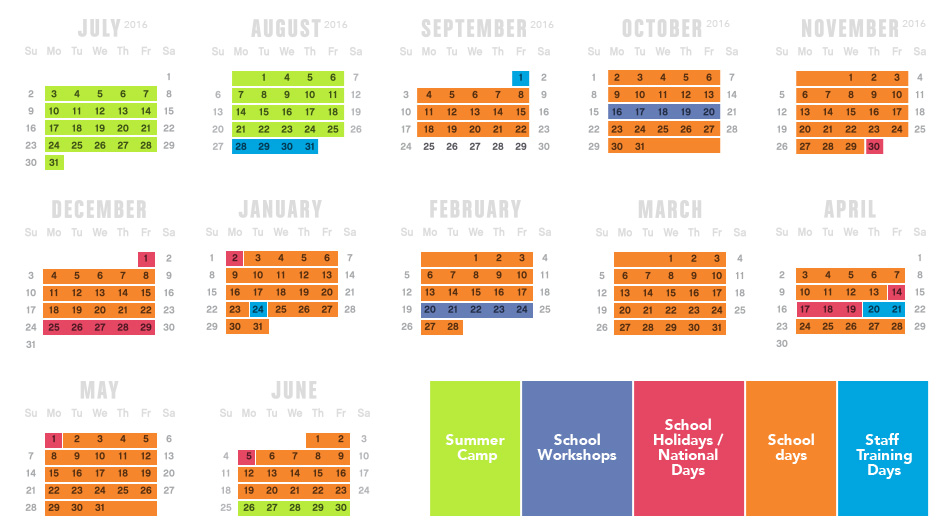 JULY 2016
Su Mo Tu We Th Fr Sa
1
2 3 4 5 6 7 8
9 10 11 12 13 14 15
16 17 18 19 20 21 22
23 24 25 26 27 28 29
30 31
AUGUST 2016
Su Mo Tu We Th Fr Sa
1 4 5 6 7
6 7 8 9 10 11 12
13 14 15 16 17 18 19
20 21 22 23 24 25 26
27 28 29 30 31
SEPTEMBER 2016
Su Mo Tu We Th Fr Sa
1 2
3 4 5 6 7 8 9
10 11 12 13 14 15 16
17 18 19 20 21 22 23
24 25 26 27 28 29 30
OCTOBER 2016
Su Mo Tu We Th Fr Sa
1 2 3 4 5 6 7
8 9 10 11 12 13 14
15 16 17 18 19 20 21
22 23 24 25 26 27 28
29 30 31
NOVEMBER 2016
Su Mo Tu We Th Fr Sa
1 2 3 4
5 6 7 8 9 10 11
12 13 14 15 16 17 18
19 20 21 22 23 24 25
26 27 28 29 30
DECEMBER
Su Mo Tu We Th Fr Sa
1 2
3 4 5 6 7 8 9
10 11 12 13 14 15 16
17 18 19 20 21 22 23
24 25 26 27 28 29 30
31
JANUARY
Su Mo Tu We Th Fr Sa
1 2 3 4 5 6 7
8 9 10 11 12 13 14
15 16 17 18 19 20 21
22 23 24 25 26 27 28
29 30 31
FEBRUARY
Su Mo Tu We Th Fr Sa
1 2 3 4
5 6 7 8 9 10 11
12 13 14 15 16 17 18
19 20 21 22 23 24 25
26 27 28
MARCH
Su Mo Tu We Th Fr Sa
1 2 3 4
5 6 7 8 9 10 11
12 13 14 15 16 17 18
19 20 21 22 23 24 25
26 27 28 29 30 31
APRIL
Su Mo Tu We Th Fr Sa
1
2 3 4 5 6 7 8
9 10 11 12 13 14 15
16 17 18 19 20 21 22
23 24 25 26 27 28 29
30
MAY
Su Mo Tu We Th Fr Sa
1 2 3 4 5 6
7 8 9 10 11 12 13
14 15 16 17 18 19 20
21 22 23 24 25 26 27
28 29 30 31
JUNE
Su Mo Tu We Th Fr Sa
1 2 3
4 5 6 7 8 9 10
11 12 13 14 15 16 17
18 19 20 21 22 23 24
25 26 27 28 29 30
Summer
Camp
School
Workshops
School
Holidays /
National
Days
School
days
Staff
Training
Days